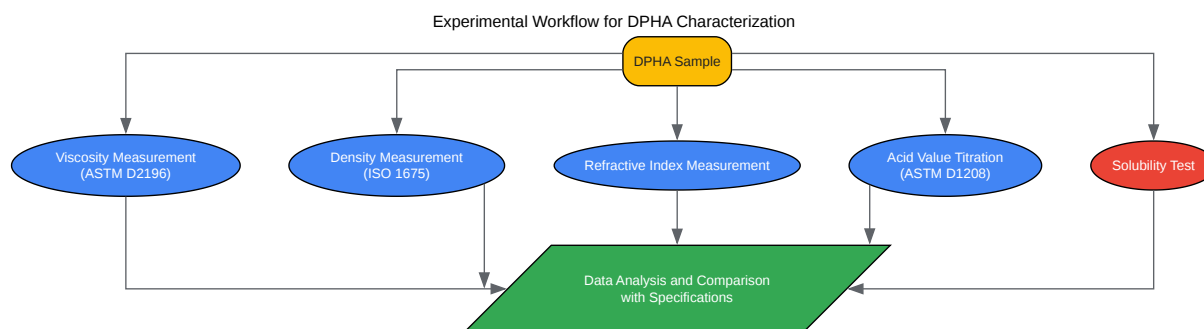 Experimental Workflow for DPHA Characterization
DPHA Sample
Viscosity Measurement
(ASTM D2196)
Density Measurement
(ISO 1675)
Refractive Index Measurement
Acid Value Titration
(ASTM D1208)
Solubility Test
Data Analysis and Comparison
with Specifications